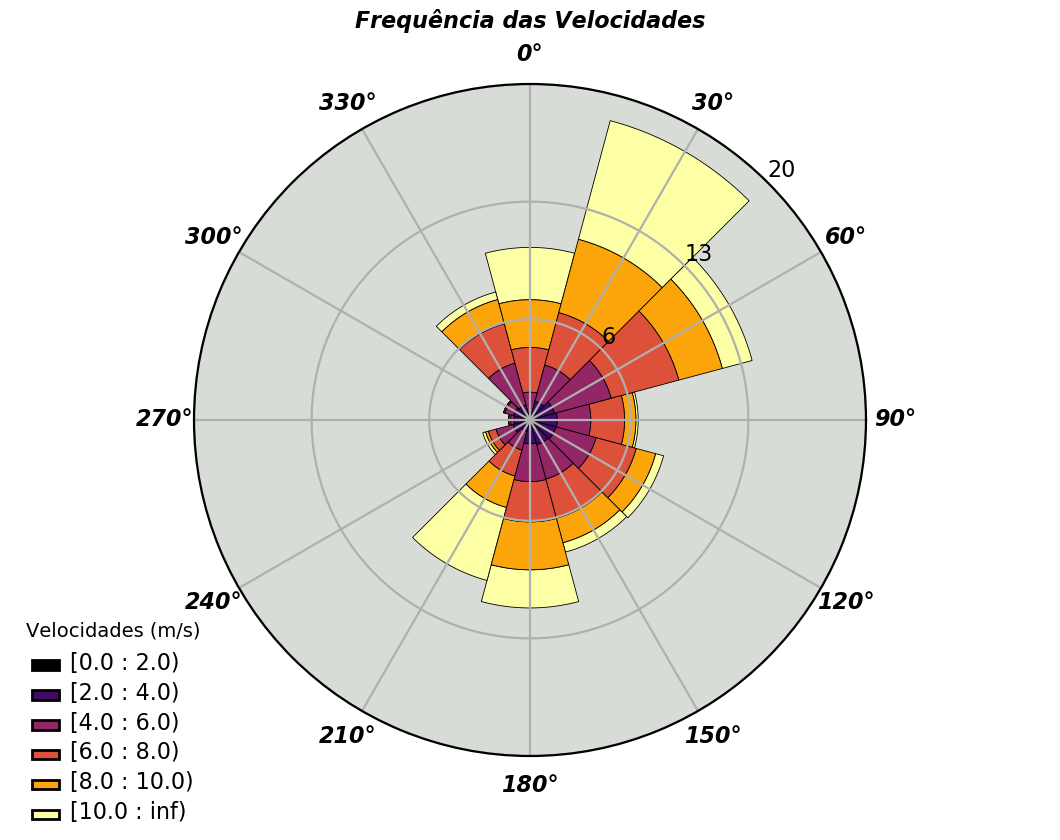 Frequência das Velocidades
0°
330°
30°
20
300°
60°
13
6
270°
90°
240°
120°
210°
150°
180°
Velocidades (m/s)
[0.0 : 2.0)
[2.0 : 4.0)
[4.0 : 6.0)
[6.0 : 8.0)
[8.0 : 10.0)
[10.0 : inf)